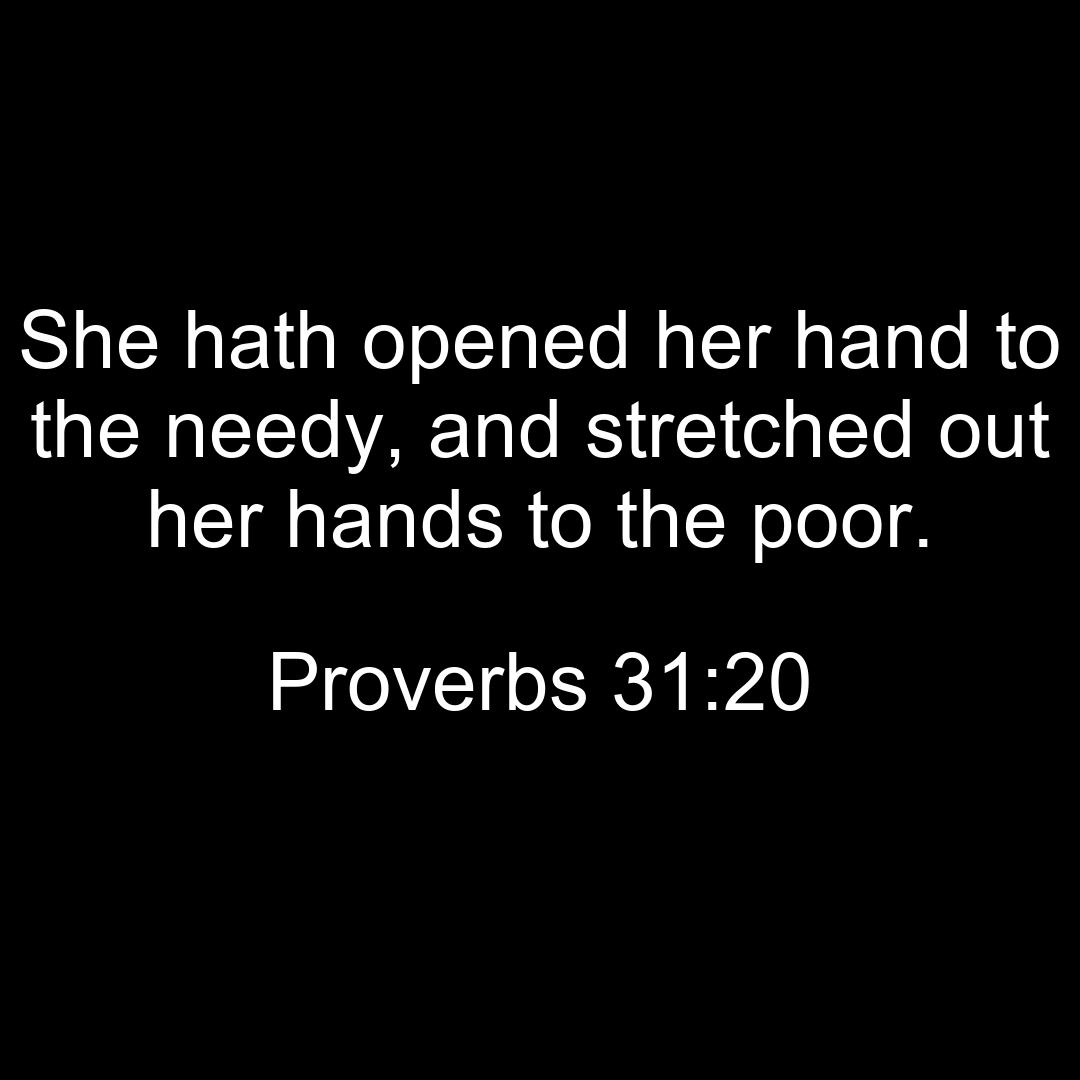 She hath opened her hand to
the needy, and stretched out
her hands to the poor.
Proverbs 31:20